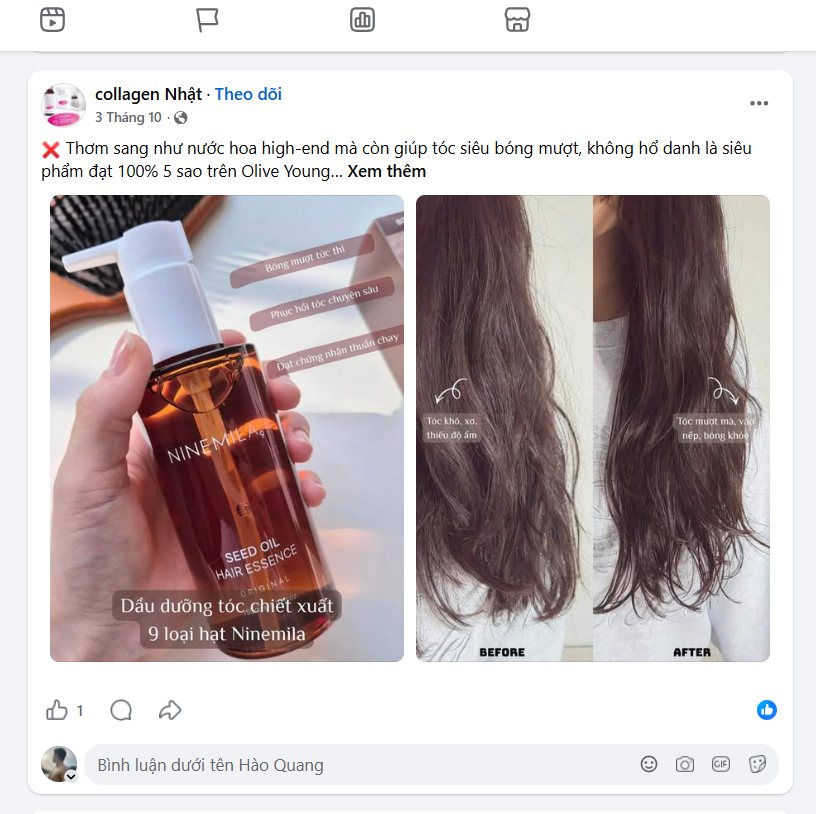 collagen Nhật · Theo dõi
3 Tháng 10 ·
❌ Thơm sang như nước hoa high-end mà còn giúp tóc siêu bóng mượt, không hổ danh là siêu
phẩm đạt 100% 5 sao trên Olive Young... Xem thêm
Bóng mượt tức thì
Phục hồi tóc chuyên sâu
Đạt chứng nhận thuần chay
NINEMILA9
SEED OIL
HAIR ESSENCE
ORIGINAL
Dầu dưỡng tóc chiết xuất
9 loại hạt Ninemila
Tóc khô, xơ,
thiếu độ ẩm
BEFORE
Tóc mượt mà, vào
nếp, bóng khỏe
AFTER
1
Bình luận dưới tên Hào Quang
GIF